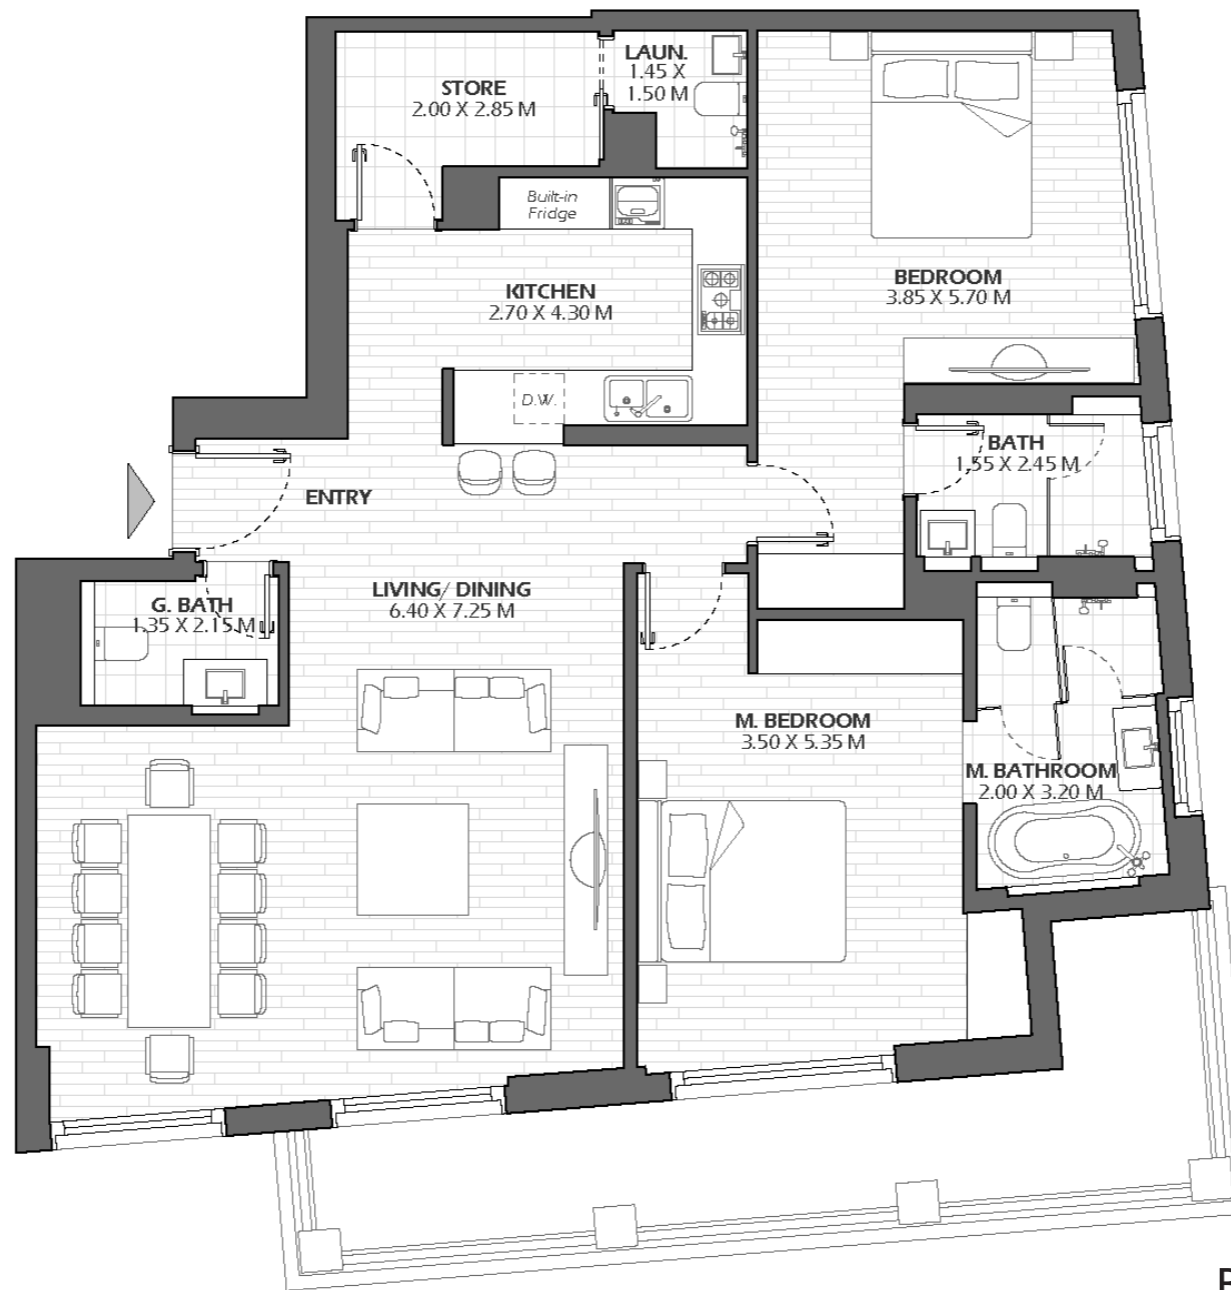 LAUN.
1.45 X
1.50 M
STORE
2.00 X 2.85 M
Built-in
Fridge
BEDROOM
3.85 X 5.70 M
KITCHEN
2.70 X 4.30 M
D.W.
BATH
1.55 X 2.45 M
ENTRY
LIVING/ DINING
6.40 X 7.25 M
G. BATH
1.35 X 2.15 M
M. BEDROOM
3.50 X 5.35 M
M. BATHROOM
2.00 X 3.20 M